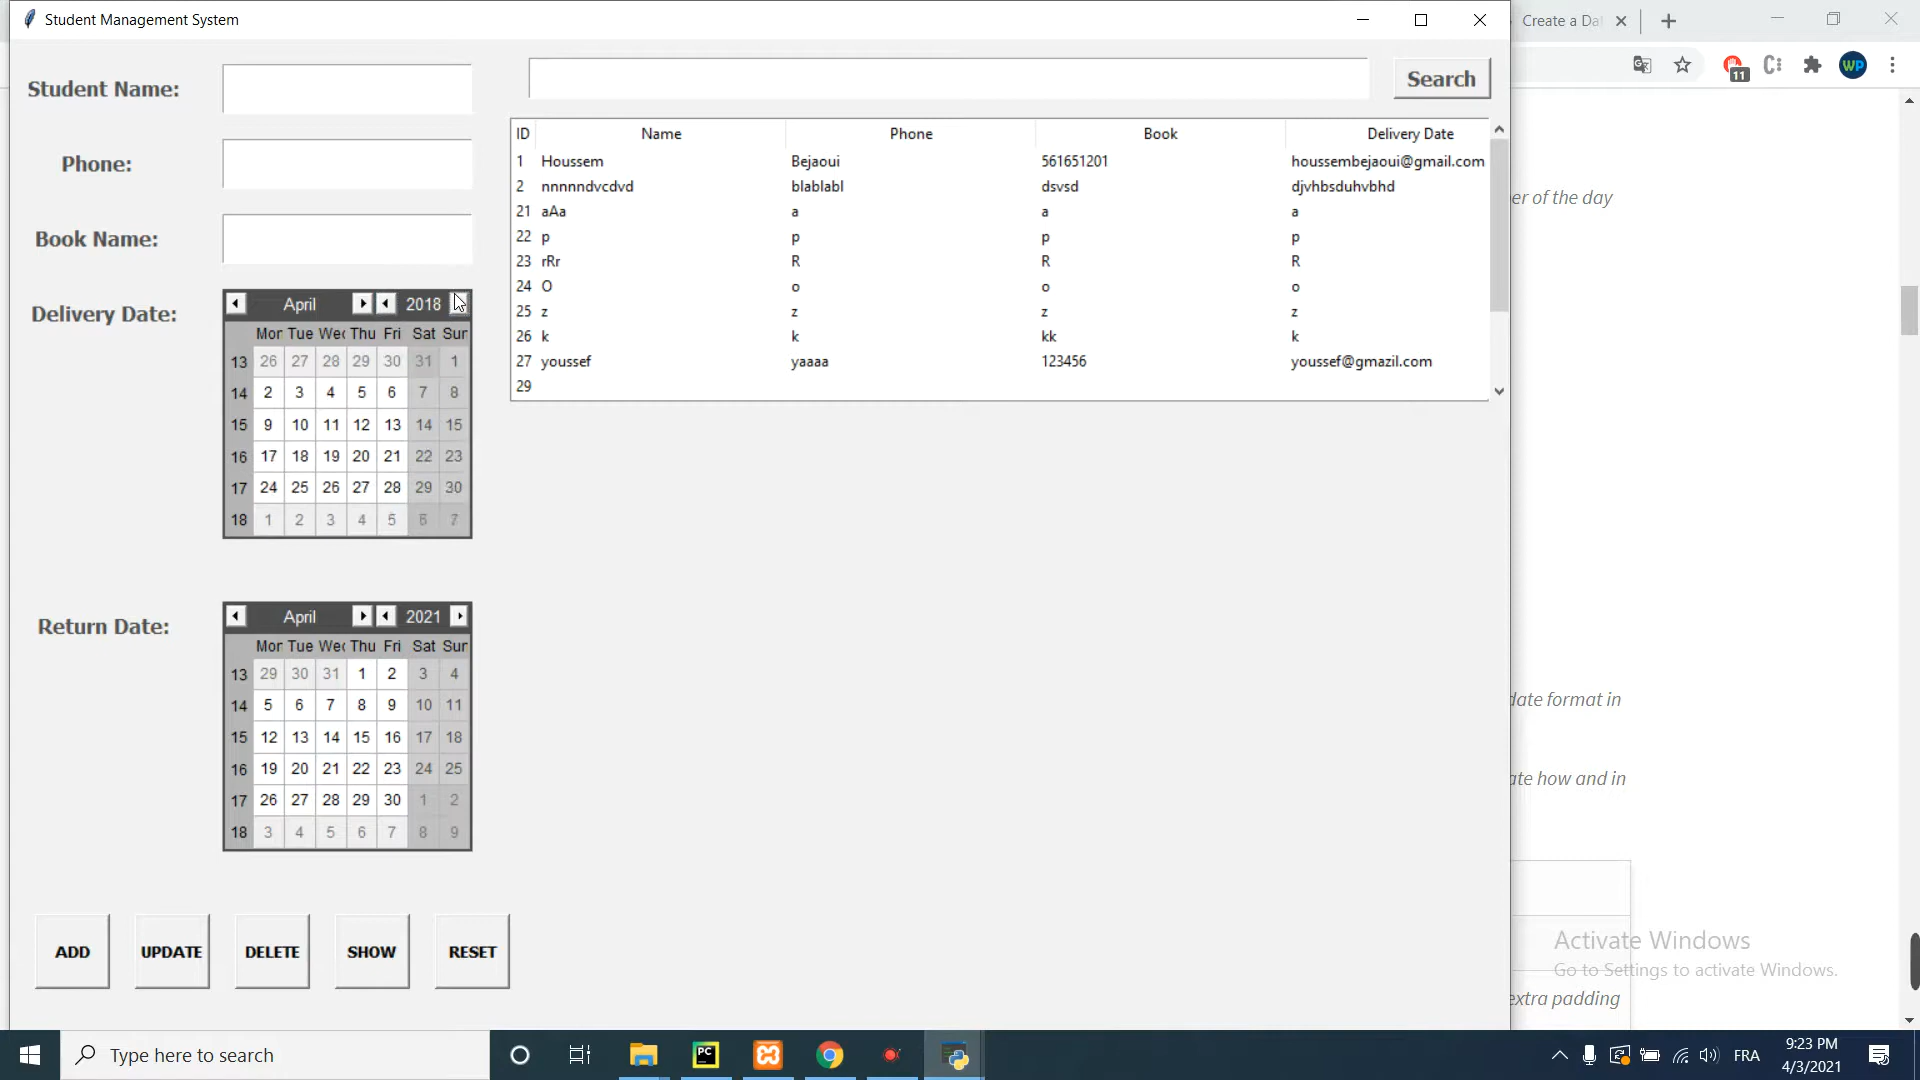 Student Management System
Create a Da
Student Name:
Search
11
WP
ID Name Phone Book Delivery Date
1 Houssem Bejaoui 561651201 houssembejaoui@gmail.com
Phone:
2 nnnnndvcdvd blablabl dsvsd djvhbsduhvbhd
er of the day
21 aAa a a a
22 p p p p
Book Name:
23 rRr R R R
24 O o o o
Delivery Date:
April 2018
25 z z z z
26 k k kk k
27 youssef yaaaa 123456 youssef@gmazil.com
29
Mor Tue Wec Thu Fri Sat Sur
13 26 27 28 29 30 31 1
14 2 3 4 5 6 7 8
15 9 10 11 12 13 14 15
16 17 18 19 20 21 22 23
17 24 25 26 27 28 29 30
18 1 2 3 4 5 6 7
Return Date:
April 2021
Mor Tue Wec Thu Fri Sat Sur
13 29 30 31 1 2 3 4
14 5 6 7 8 9 10 11
15 12 13 14 15 16 17 18
16 19 20 21 22 23 24 25
17 26 27 28 29 30 1 2
18 3 4 5 6 7 8 9
date format in
ate how and in
ADD UPDATE DELETE SHOW RESET
Activate Windows
Go to Settings to activate Windows.
extra padding
Type here to search
PC
FRA
9:23 PM
4/3/2021